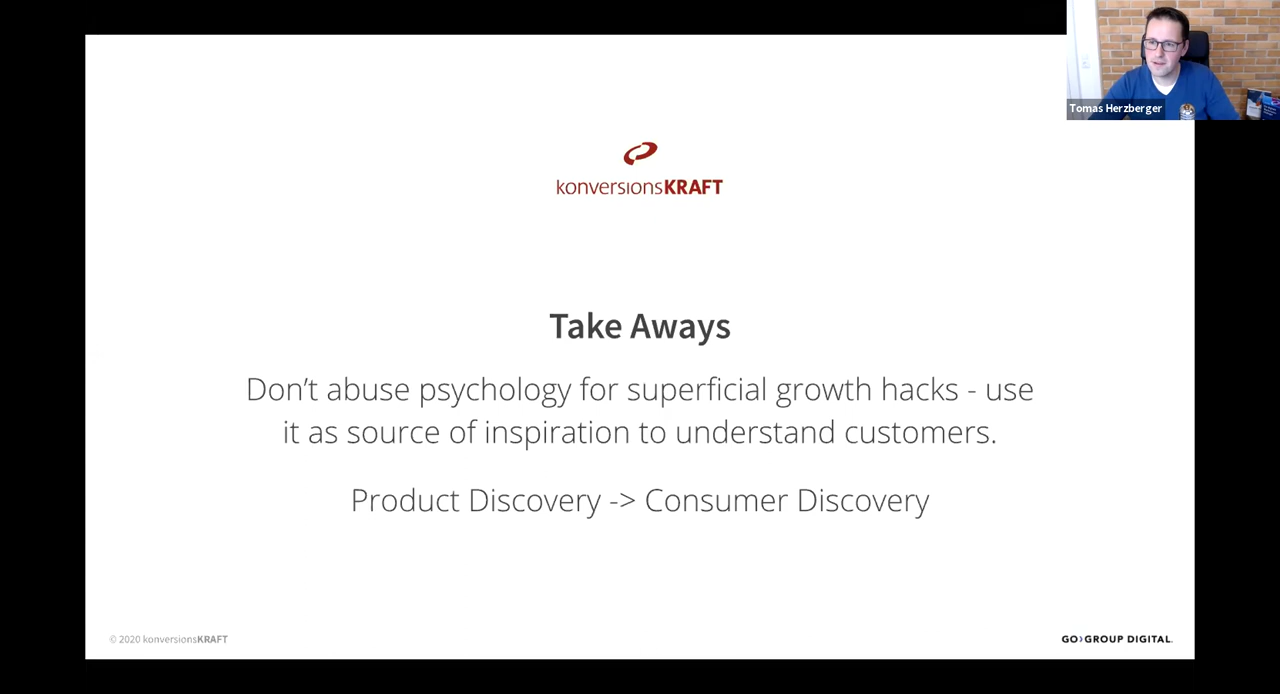 Tomas Herzberger
konversionsKRAFT
Take Aways
Don’t abuse psychology for superficial growth hacks - use
it as source of inspiration to understand customers.
Product Discovery -> Consumer Discovery
© 2020 konversionsKRAFT
GO>GROUP DIGITAL.